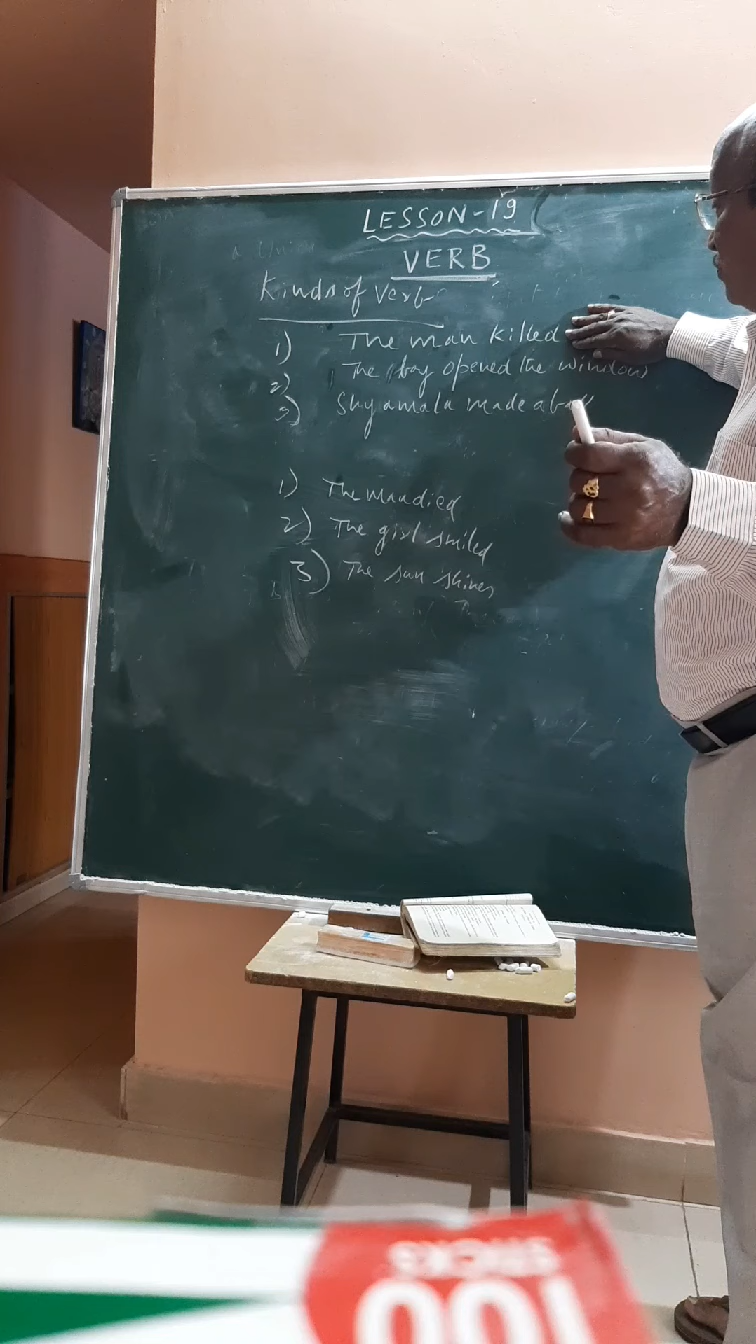 LESSON-19
VERB
Kinds of Verb
1) The man killed
2) The boy opened the window
3) Shyamala made a
1) The man died
2) The girl smiled
3) The sun shines
100
STICKS